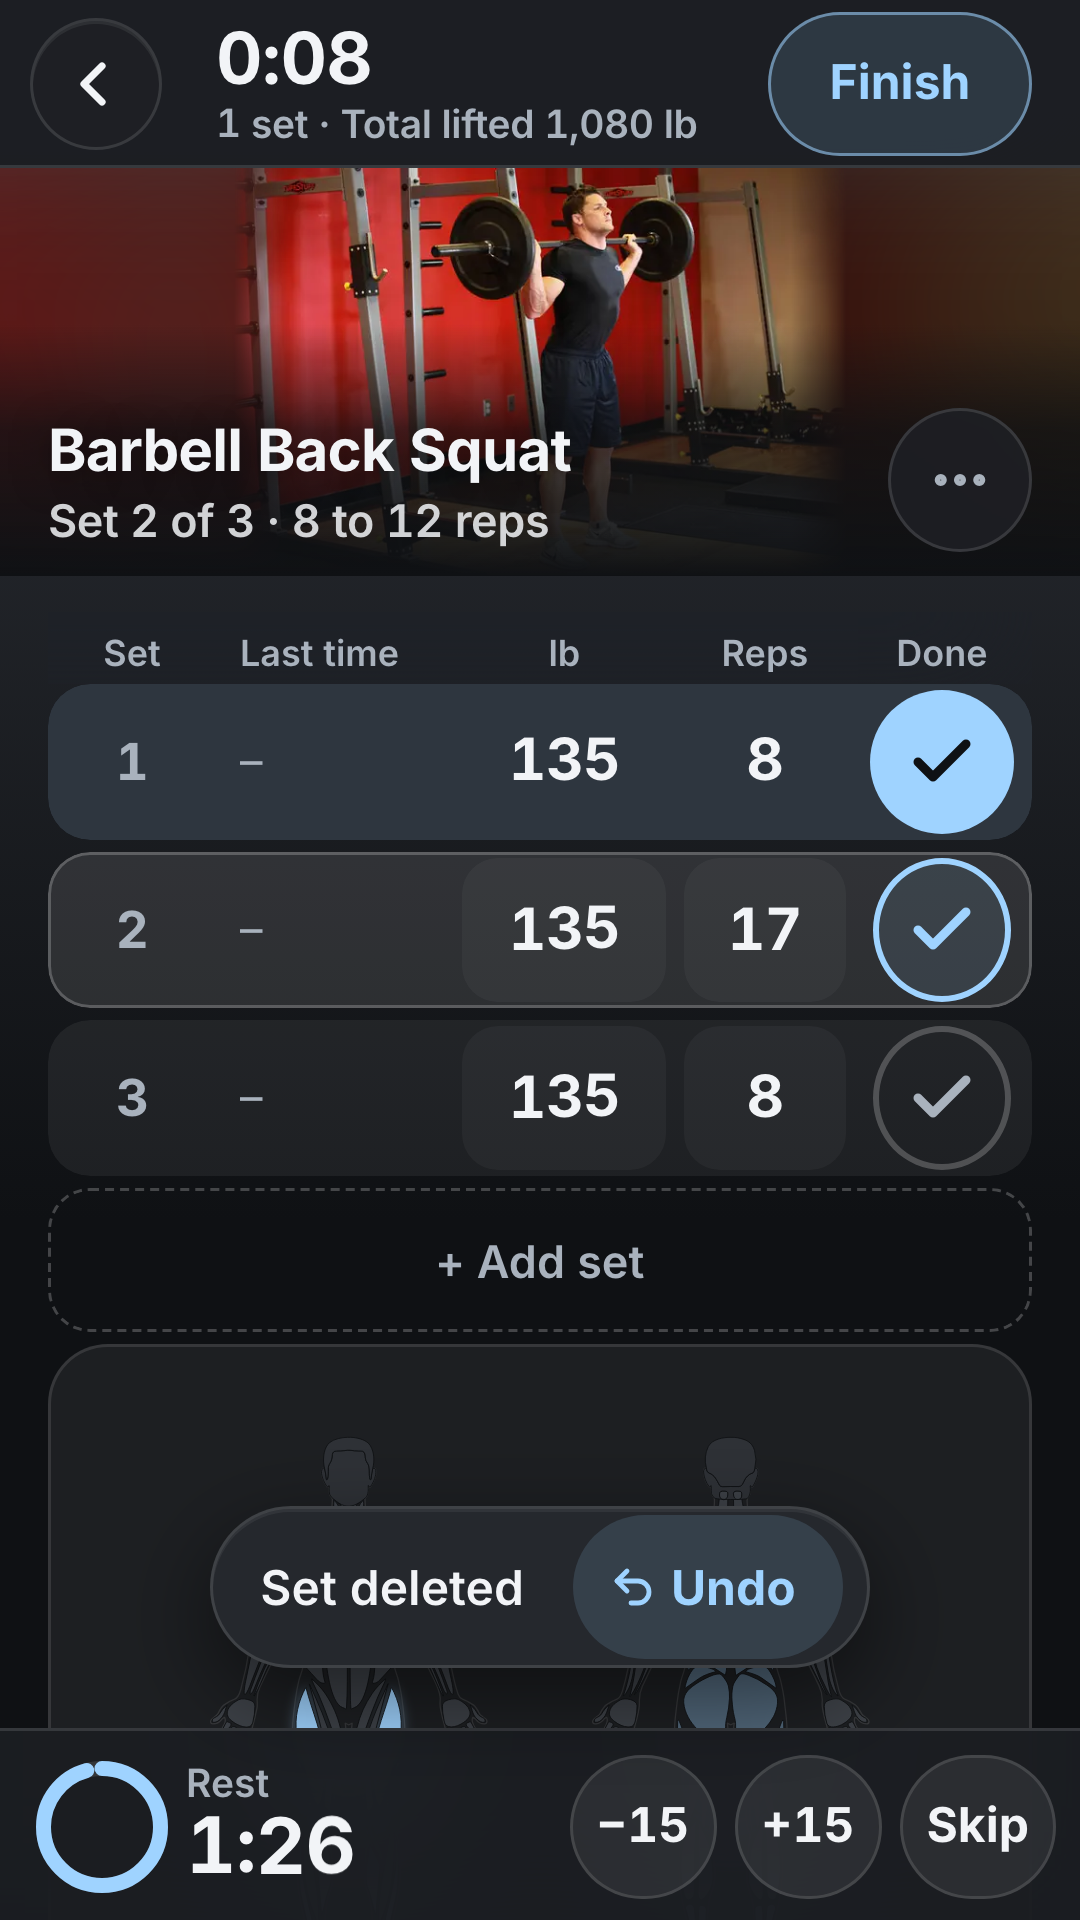 0:08
1 set · Total lifted 1,080 lb
Finish
Barbell Back Squat
Set 2 of 3 · 8 to 12 reps
Set Last time lb Reps Done
1 – 135 8
2 – 135 17
3 – 135 8
+ Add set
Set deleted Undo
Rest
1:26
−15 +15 Skip